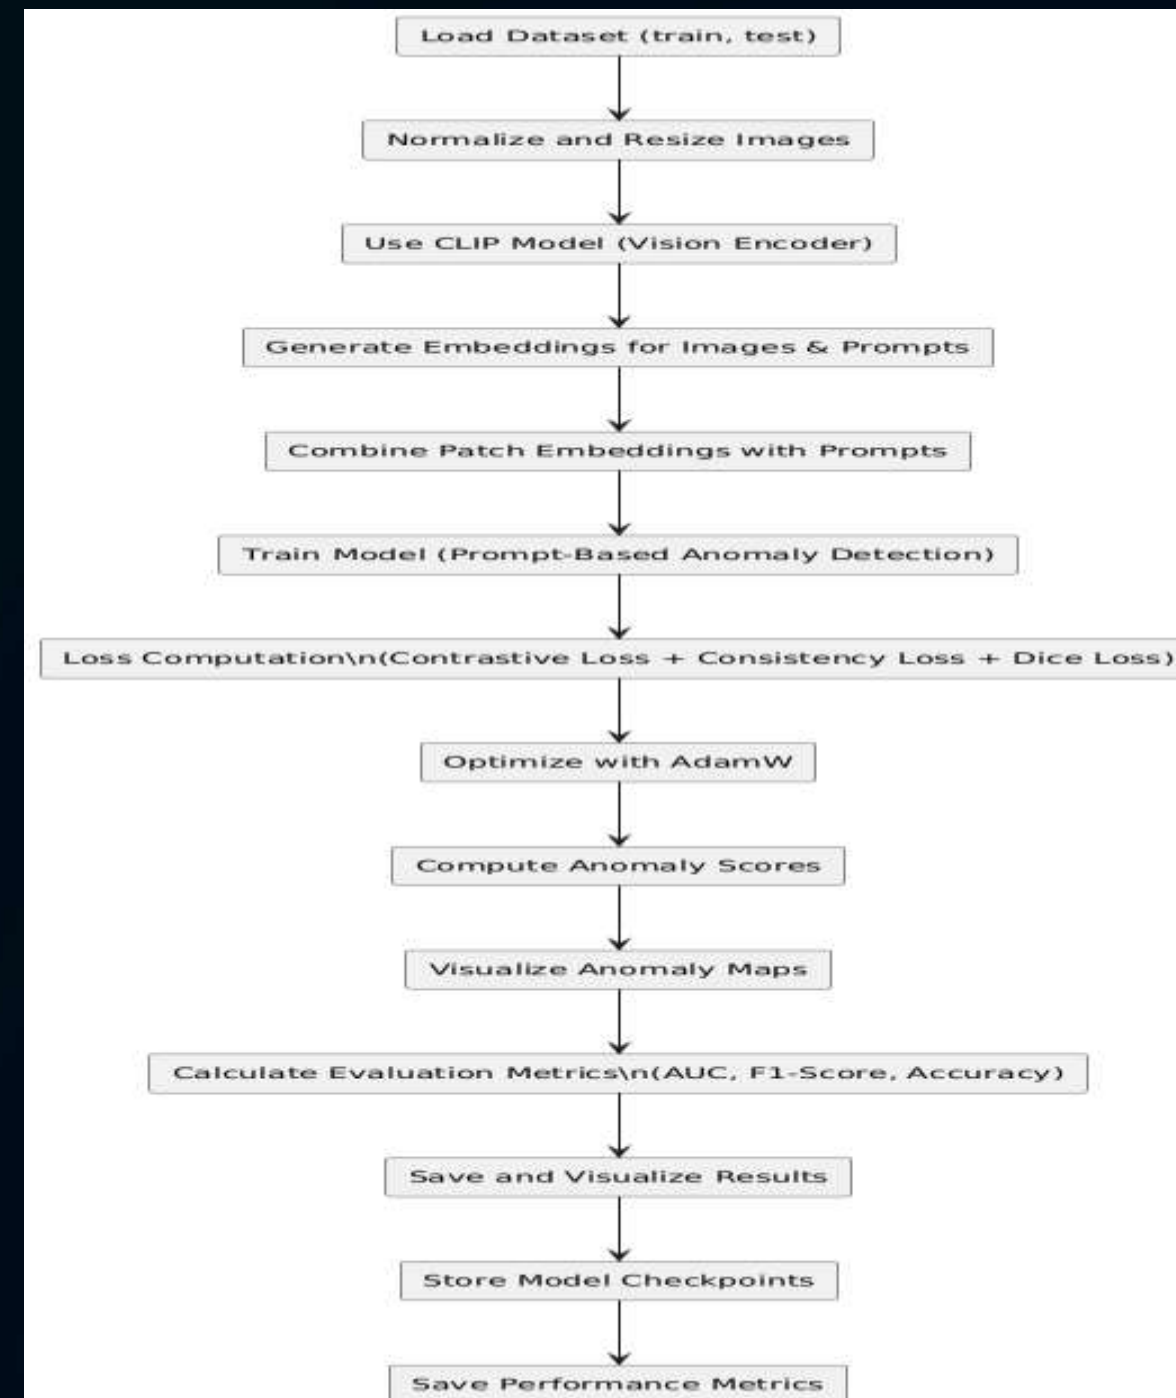 Load Dataset (train, test)
Normalize and Resize Images
Use CLIP Model (Vision Encoder)
Generate Embeddings for Images & Prompts
Combine Patch Embeddings with Prompts
Train Model (Prompt-Based Anomaly Detection)
Loss Computation\n(Contrastive Loss + Consistency Loss + Dice Loss)
Optimize with AdamW
Compute Anomaly Scores
Visualize Anomaly Maps
Calculate Evaluation Metrics\n(AUC, F1-Score, Accuracy)
Save and Visualize Results
Store Model Checkpoints
Save Performance Metrics